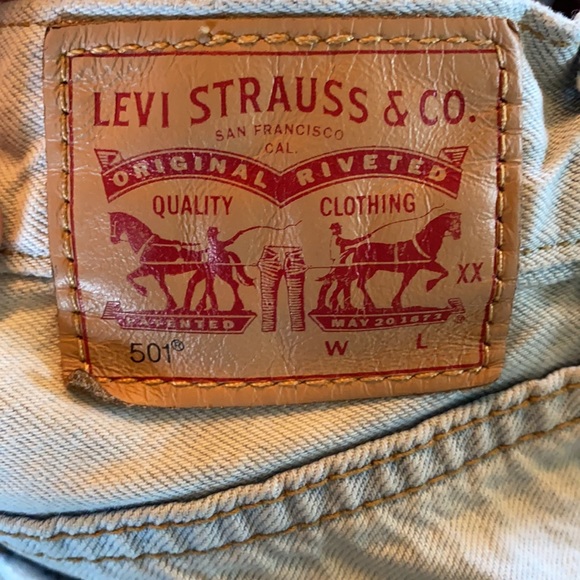 LEVI STRAUSS & CO.
SAN FRANCISCO
CAL.
ORIGINAL RIVETED
QUALITY CLOTHING
XX
PATENTED MAY 20 1873
501® W L